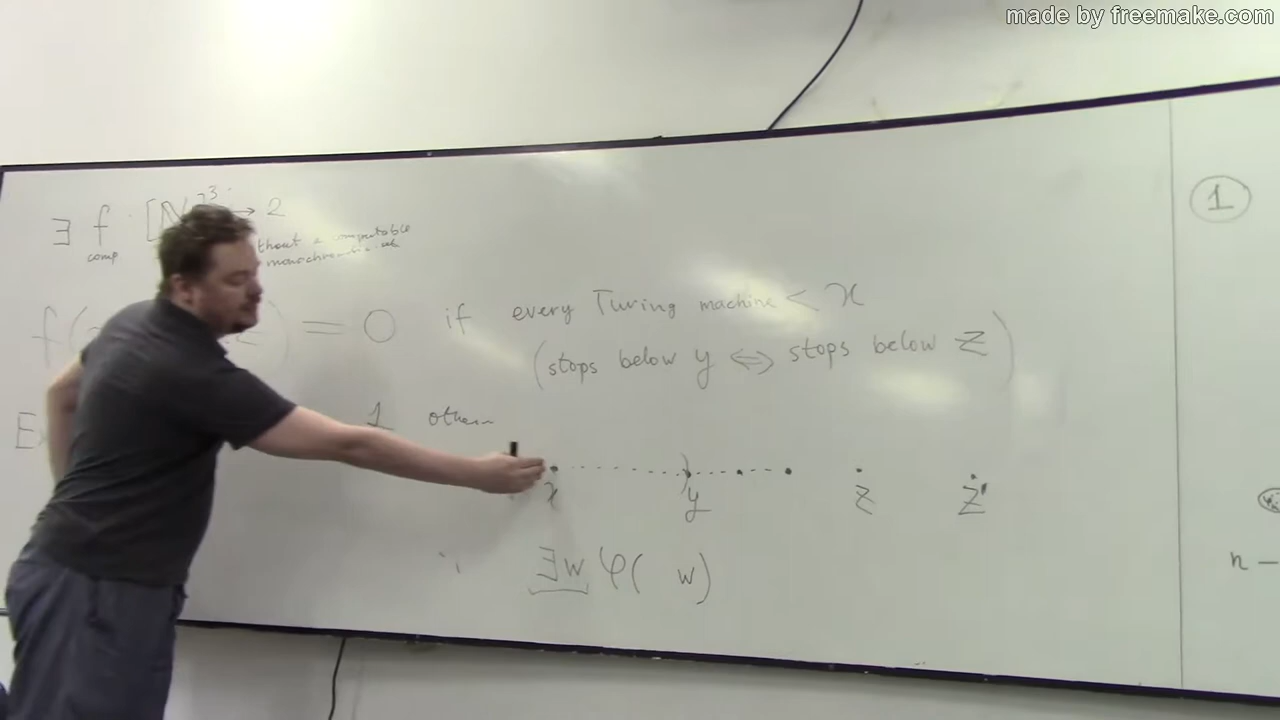 made by freemake.com
∃ f [ℕ]³ → 2
comp
thout a computable
monochromatic
f( z) = 0 if every Turing machine < x
(stops below y ⟺ stops below z)
1 otherw
x y z z'
∃w φ( w)
1
n –